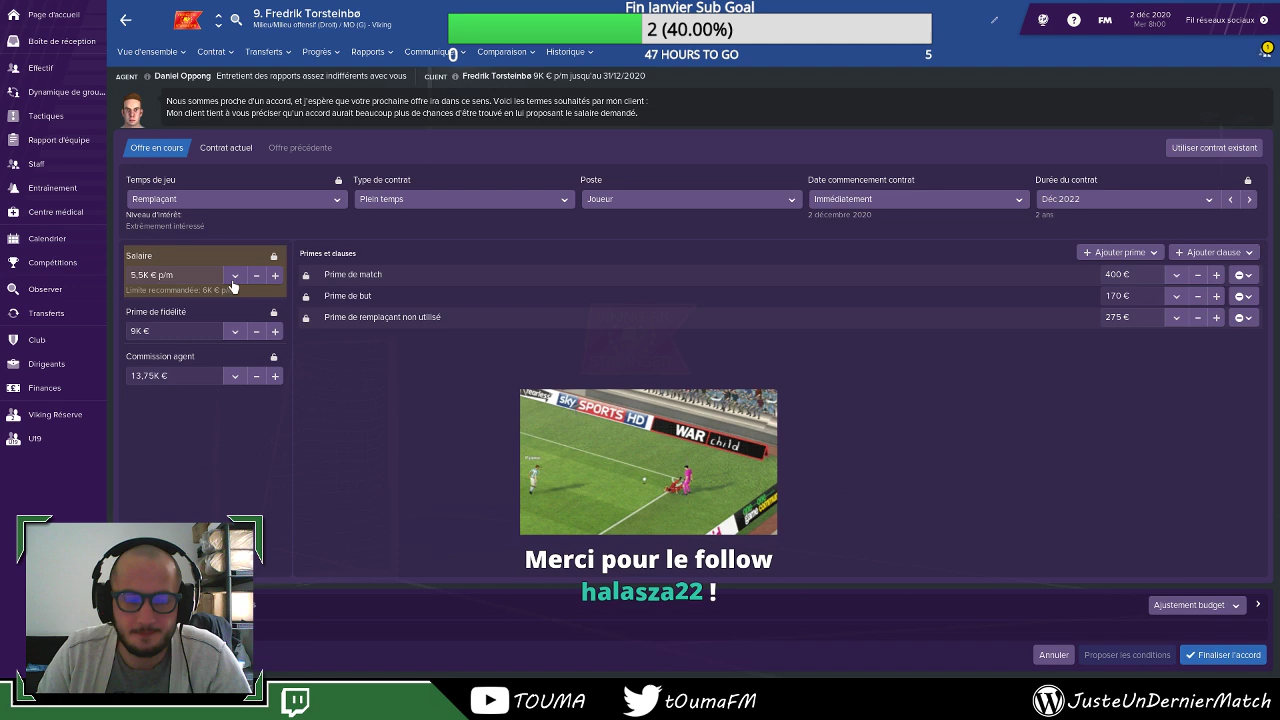 Fin Janvier Sub Goal
2 (40.00%)
0
47 HOURS TO GO
5
9. Fredrik Torsteinbø
Milieu/Milieu offensif (Droit) / MO (G) - Viking
FM
2 déc 2020
Mer 8h00
Fil réseaux sociaux
1
Page d'accueil
Boîte de réception
Effectif
Dynamique de grou...
Tactiques
Rapport d'équipe
Staff
Entraînement
Centre médical
Calendrier
Compétitions
Observer
Transferts
Club
Dirigeants
Finances
Viking Réserve
U19
Vue d'ensemble
Contrat
Transferts
Progrès
Rapports
Communiqu
Comparaison
Historique
AGENT Daniel Oppong Entretient des rapports assez indifférents avec vous
CLIENT Fredrik Torsteinbø 9K € p/m jusqu'au 31/12/2020
Nous sommes proche d'un accord, et j'espère que votre prochaine offre ira dans ce sens. Voici les termes souhaités par mon client :
Mon client tient à vous préciser qu'un accord aurait beaucoup plus de chances d'être trouvé en lui proposant le salaire demandé.
Offre en cours
Contrat actuel
Offre précédente
Utiliser contrat existant
Temps de jeu
Type de contrat
Poste
Date commencement contrat
Durée du contrat
Remplaçant
Plein temps
Joueur
Immédiatement
Déc 2022
Niveau d'intérêt:
2 décembre 2020
2 ans
Extrêmement intéressé
Salaire
5,5K € p/m
Limite recommandée: 6K € p/
Prime de fidélité
9K €
Commission agent
13,75K €
Primes et clauses
Ajouter prime
Ajouter clause
Prime de match
400 €
Prime de but
170 €
Prime de remplaçant non utilisé
275 €
sky SPORTS HD
WAR child
Merci pour le follow
halasza22 !
Ajustement budget
Annuler
Proposer les conditions
Finaliser l'accord
TOUMA
tOumaFM
JusteUnDernierMatch